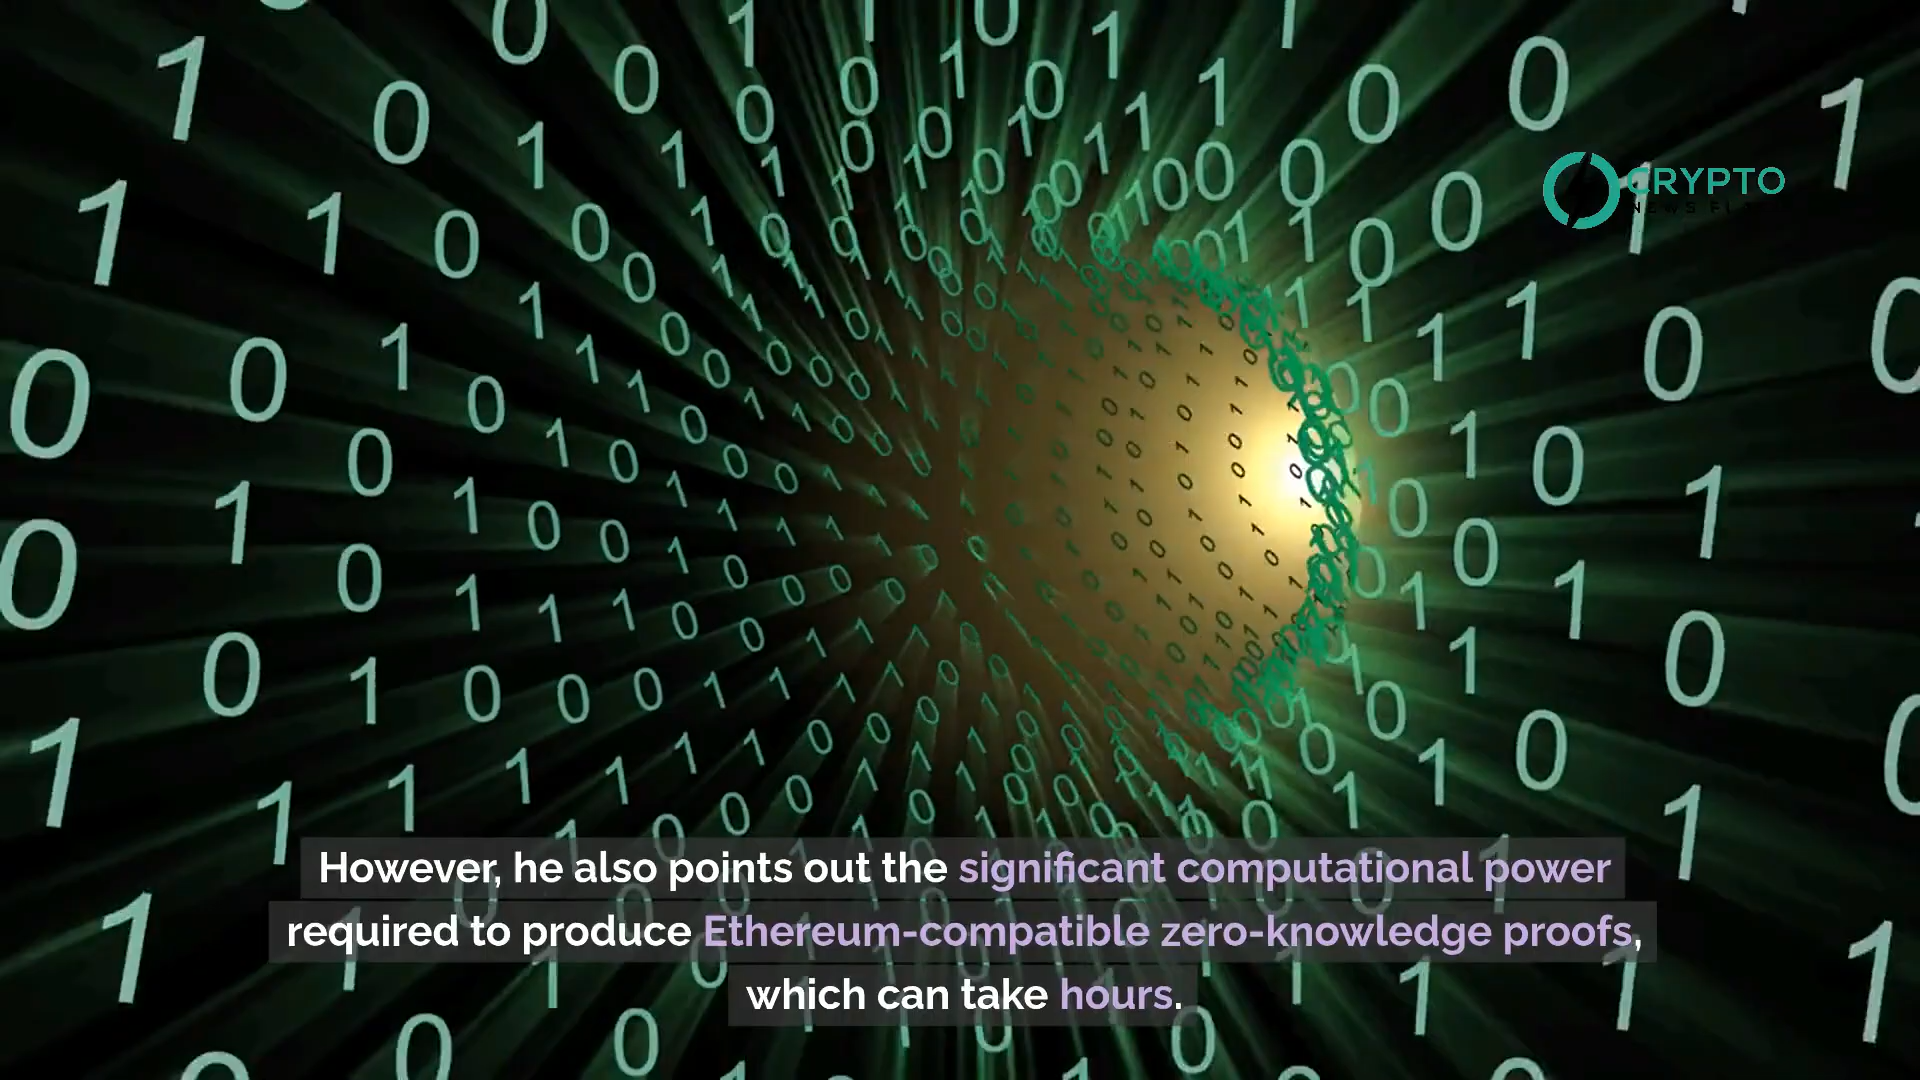 CRYPTO
NEWS
However, he also points out the significant computational power
required to produce Ethereum-compatible zero-knowledge proofs,
which can take hours.